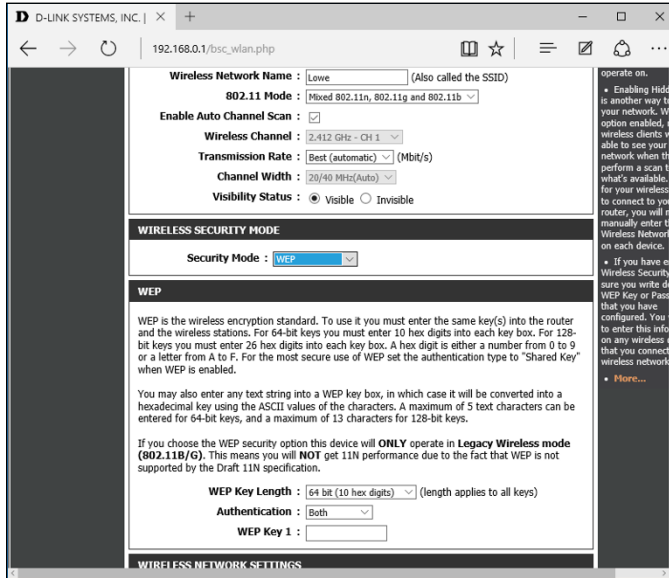 D-LINK SYSTEMS, INC. |
192.168.0.1/bsc_wlan.php
Wireless Network Name : Lowe (Also called the SSID)
802.11 Mode : Mixed 802.11n, 802.11g and 802.11b
Enable Auto Channel Scan :
Wireless Channel : 2.412 GHz - CH 1
Transmission Rate : Best (automatic) (Mbit/s)
Channel Width : 20/40 MHz(Auto)
Visibility Status : Visible Invisible
WIRELESS SECURITY MODE
Security Mode : WEP
WEP
WEP is the wireless encryption standard. To use it you must enter the same key(s) into the router
and the wireless stations. For 64-bit keys you must enter 10 hex digits into each key box. For 128-
bit keys you must enter 26 hex digits into each key box. A hex digit is either a number from 0 to 9
or a letter from A to F. For the most secure use of WEP set the authentication type to "Shared Key"
when WEP is enabled.
You may also enter any text string into a WEP key box, in which case it will be converted into a
hexadecimal key using the ASCII values of the characters. A maximum of 5 text characters can be
entered for 64-bit keys, and a maximum of 13 characters for 128-bit keys.
If you choose the WEP security option this device will ONLY operate in Legacy Wireless mode
(802.11B/G). This means you will NOT get 11N performance due to the fact that WEP is not
supported by the Draft 11N specification.
WEP Key Length : 64 bit (10 hex digits) (length applies to all keys)
Authentication : Both
WEP Key 1 :
WIRELESS NETWORK SETTINGS
operate on.
• Enabling Hidd
is another way to
your network. W
option enabled,
wireless clients w
able to see your
network when th
perform a scan t
what's available.
for your wireless
to connect to you
router, you will n
manually enter t
Wireless Network
on each device.
• If you have e
Wireless Security
sure you write do
WEP Key or Pass
that you have
configured. You
to enter this info
on any wireless
that you connect
wireless network
• More...